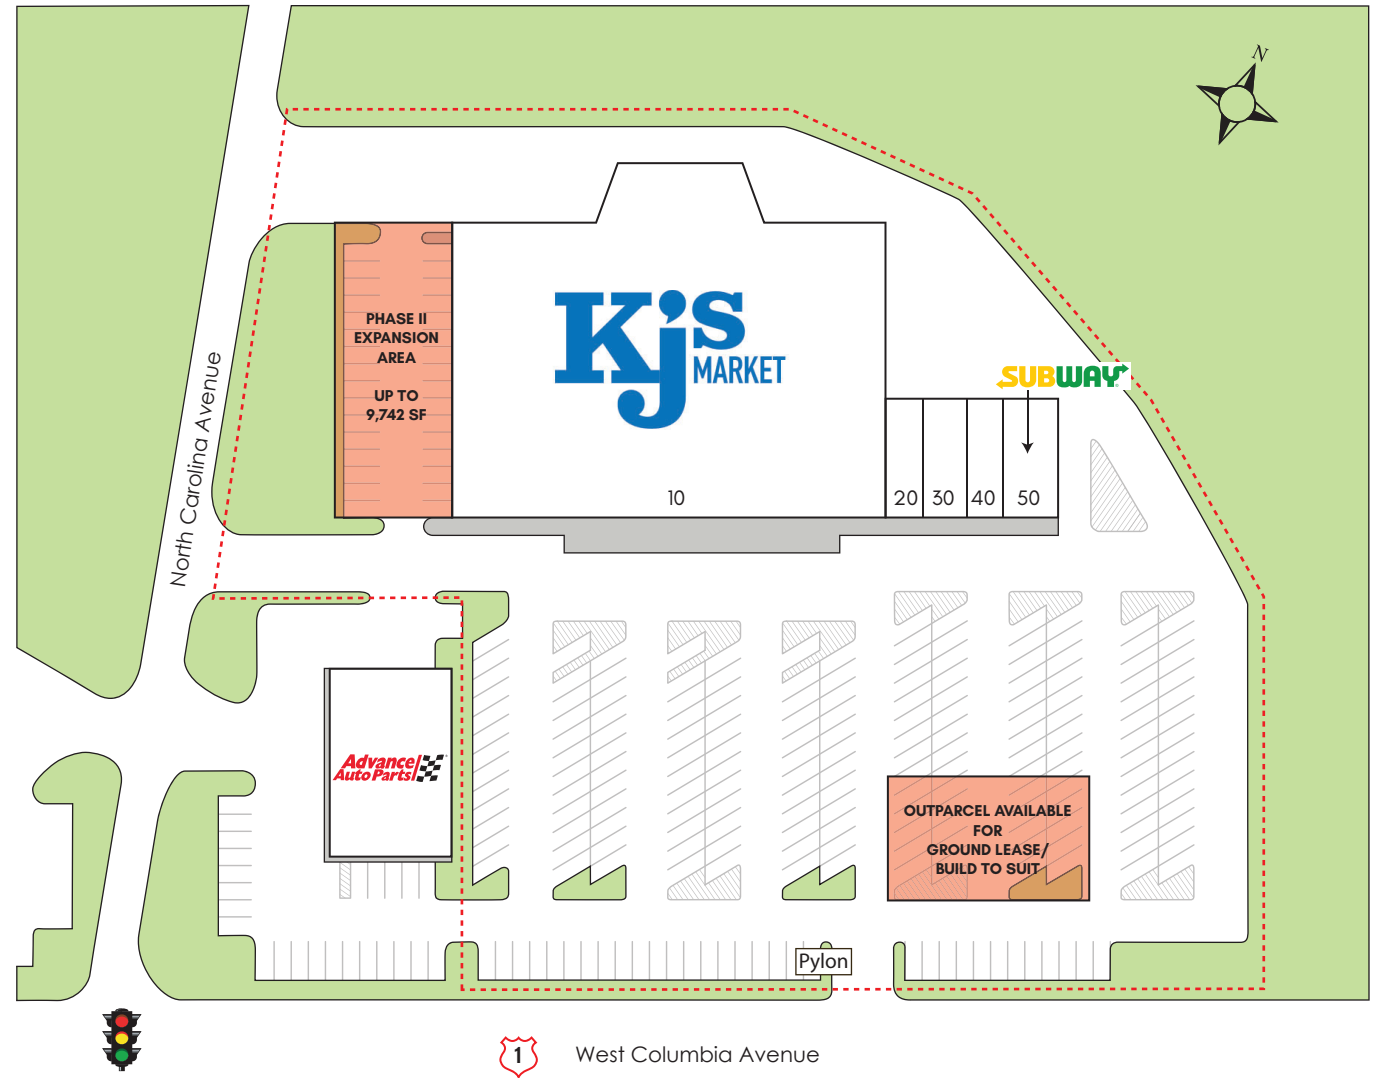 N
PHASE II
EXPANSION
AREA
UP TO
9,742 SF
Kj's
MARKET
SUBWAY
10
20
30
40
50
North Carolina Avenue
Advance
Auto Parts
OUTPARCEL AVAILABLE
FOR
GROUND LEASE/
BUILD TO SUIT
Pylon
1
West Columbia Avenue